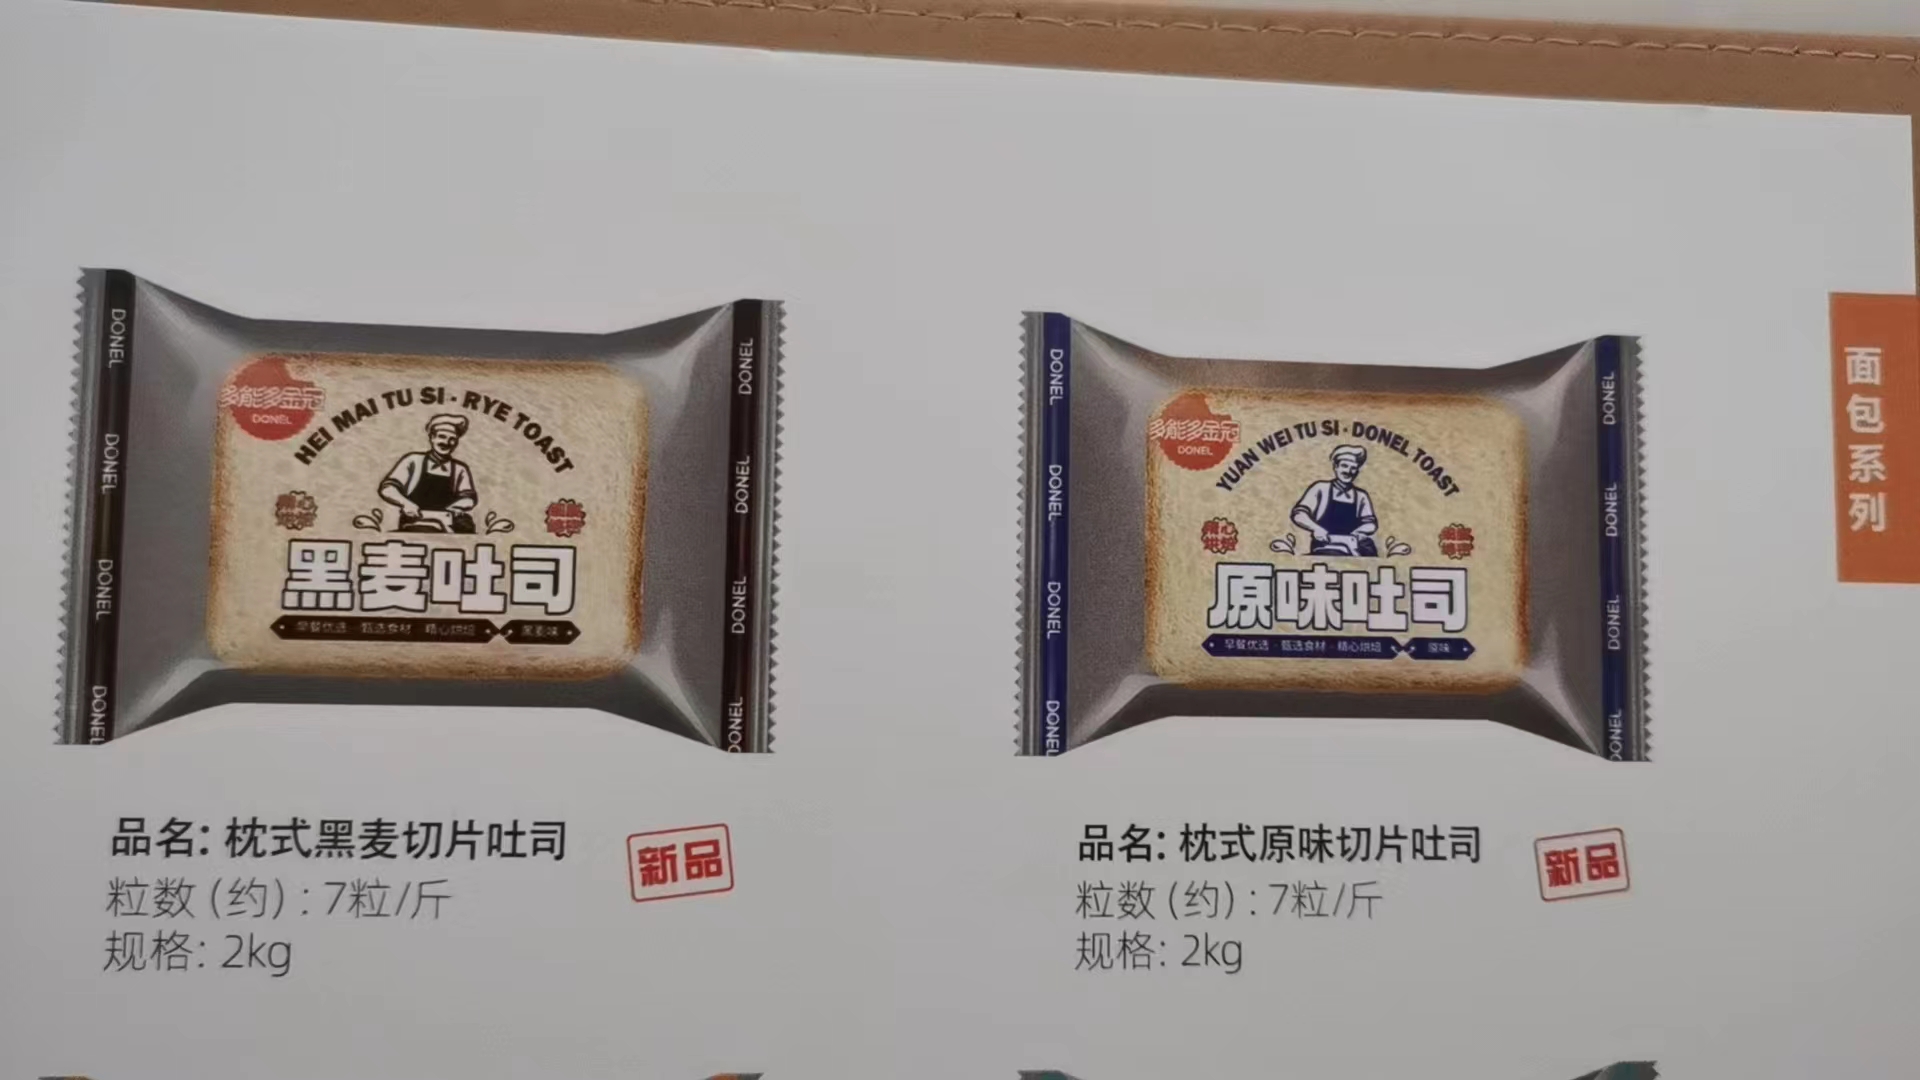 DONEL
DONEL
DONEL
DONEL
多能多金冠
DONEL
HEI MAI TU SI · RYE TOAST
黑麦吐司
早餐优选 · 甄选食材 · 精心烘焙
黑麦味
DONEL
DONEL
DONEL
DONEL
品名: 枕式黑麦切片吐司
新品
粒数 (约) : 7粒/斤
规格: 2kg
DONEL
DONEL
DONEL
DONEL
多能多金冠
DONEL
YUAN WEI TU SI · DONEL TOAST
精心
烘焙
原味吐司
早餐优选 · 甄选食材 · 精心烘焙
原味
DONEL
DONEL
DONEL
DONEL
品名: 枕式原味切片吐司
新品
粒数 (约) : 7粒/斤
规格: 2kg
面包系列